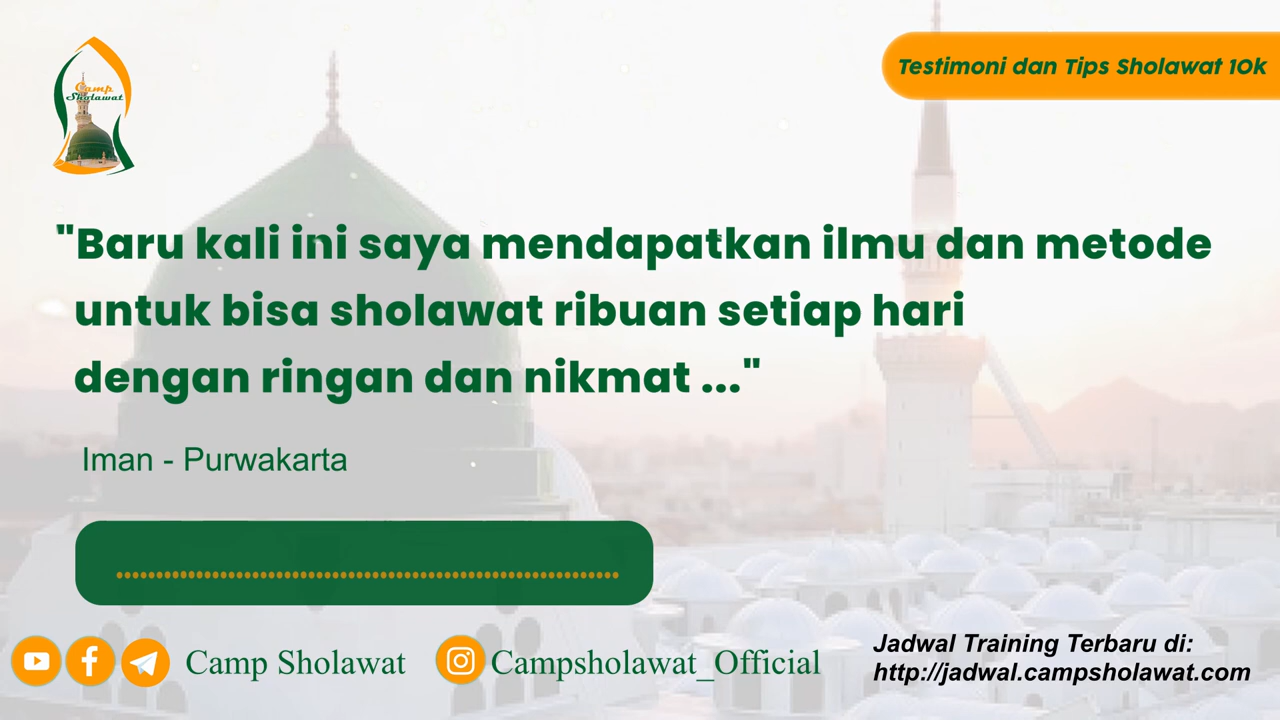 Camp
Sholawat
Testimoni dan Tips Sholawat 10k
"Baru kali ini saya mendapatkan ilmu dan metode
untuk bisa sholawat ribuan setiap hari
dengan ringan dan nikmat ..."
Iman - Purwakarta
Camp Sholawat
Campsholawat_Official
Jadwal Training Terbaru di:
http://jadwal.campsholawat.com